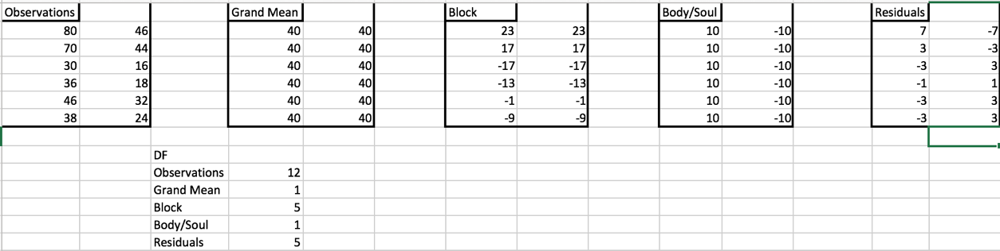 Observations Grand Mean Block Body/Soul Residuals
80 46 40 40 23 23 10 -10 7 -7
70 44 40 40 17 17 10 -10 3 -3
30 16 40 40 -17 -17 10 -10 -3 3
36 18 40 40 -13 -13 10 -10 -1 1
46 32 40 40 -1 -1 10 -10 -3 3
38 24 40 40 -9 -9 10 -10 -3 3
DF
Observations 12
Grand Mean 1
Block 5
Body/Soul 1
Residuals 5